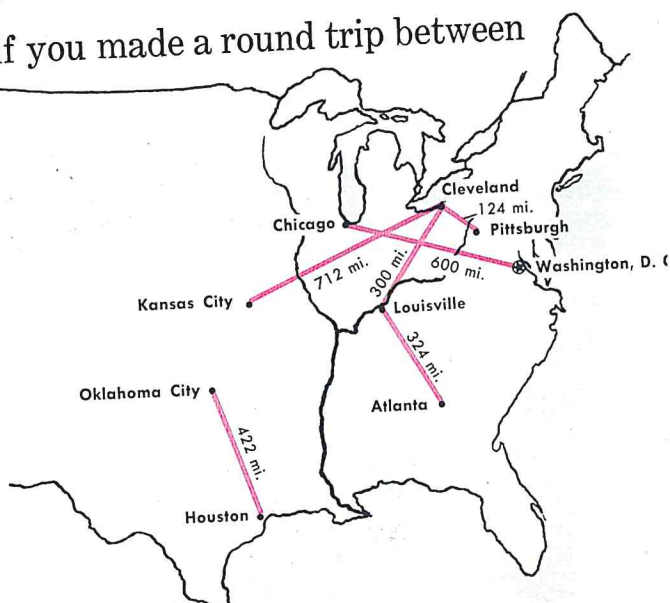 if you made a round trip between
Cleveland
124 mi.
Chicago
Pittsburgh
712 mi.
300 mi.
600 mi.
Washington, D. C
Kansas City
Louisville
324 mi.
Oklahoma City
Atlanta
422 mi.
Houston